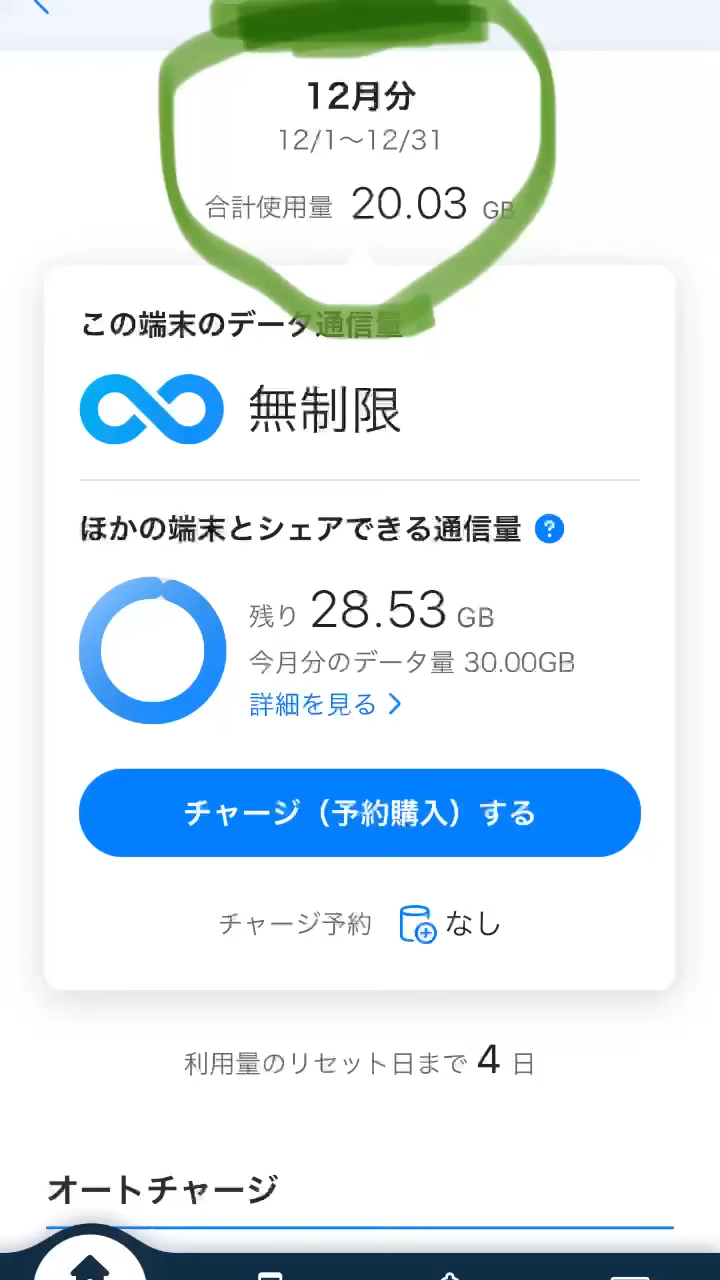 12月分
12/1～12/31
合計使用量 20.03 GB
この端末のデータ通信量
無制限
ほかの端末とシェアできる通信量 ?
残り 28.53 GB
今月分のデータ量 30.00GB
詳細を見る >
チャージ（予約購入）する
チャージ予約 なし
利用量のリセット日まで 4 日
オートチャージ